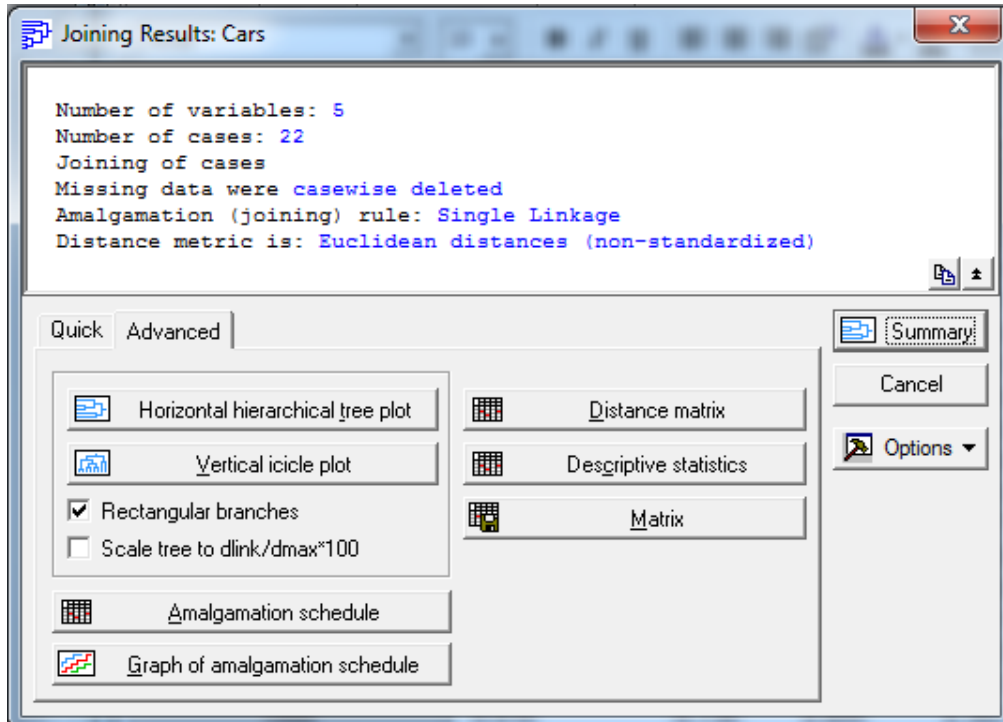 Joining Results: Cars
Number of variables: 5
Number of cases: 22
Joining of cases
Missing data were casewise deleted
Amalgamation (joining) rule: Single Linkage
Distance metric is: Euclidean distances (non-standardized)
Quick
Advanced
Summary
Cancel
Options
Horizontal hierarchical tree plot
Vertical icicle plot
Rectangular branches
Scale tree to dlink/dmax*100
Distance matrix
Descriptive statistics
Matrix
Amalgamation schedule
Graph of amalgamation schedule